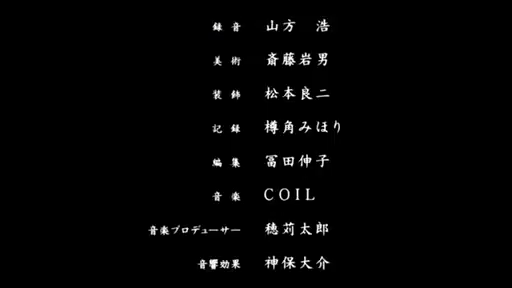 録音 山方 浩
美術 斎藤岩男
装飾 松本良二
記録 樽角みほり
編集 冨田伸子
音楽 COIL
音楽プロデューサー 穂苅太郎
音響効果 神保大介